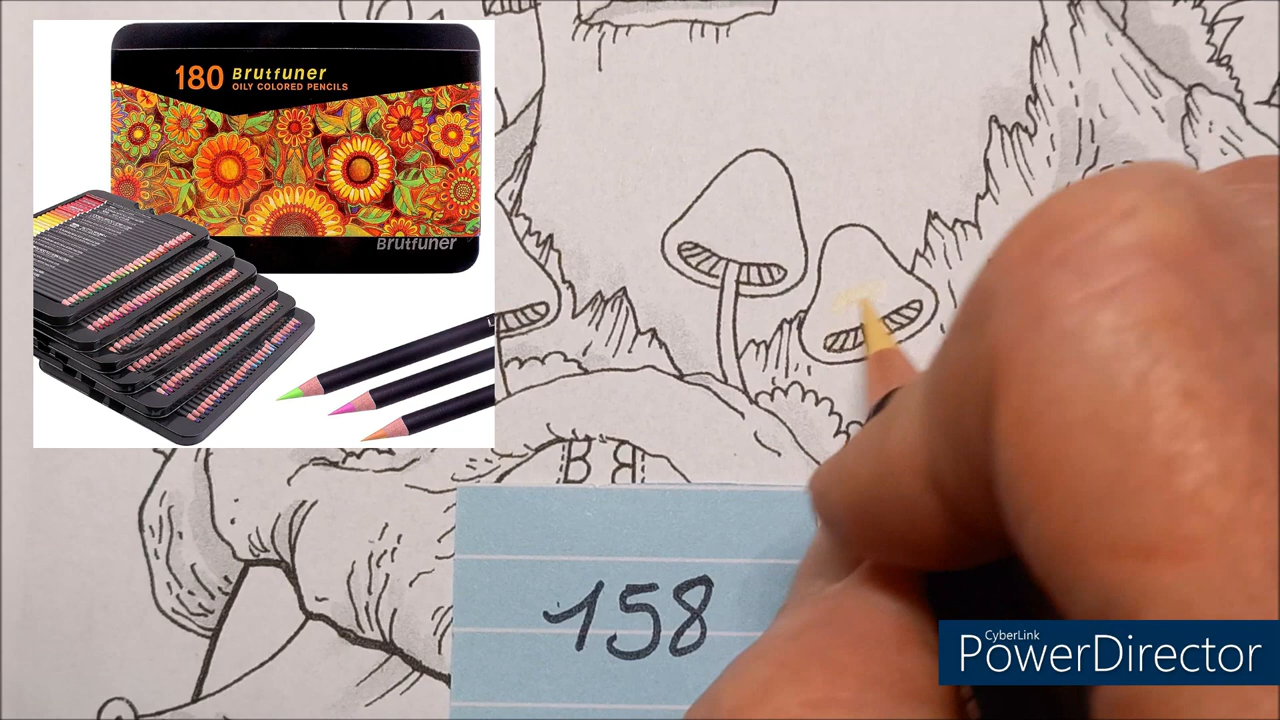 180 Brutfuner
OILY COLORED PENCILS
Brutfuner
158
CyberLink
PowerDirector